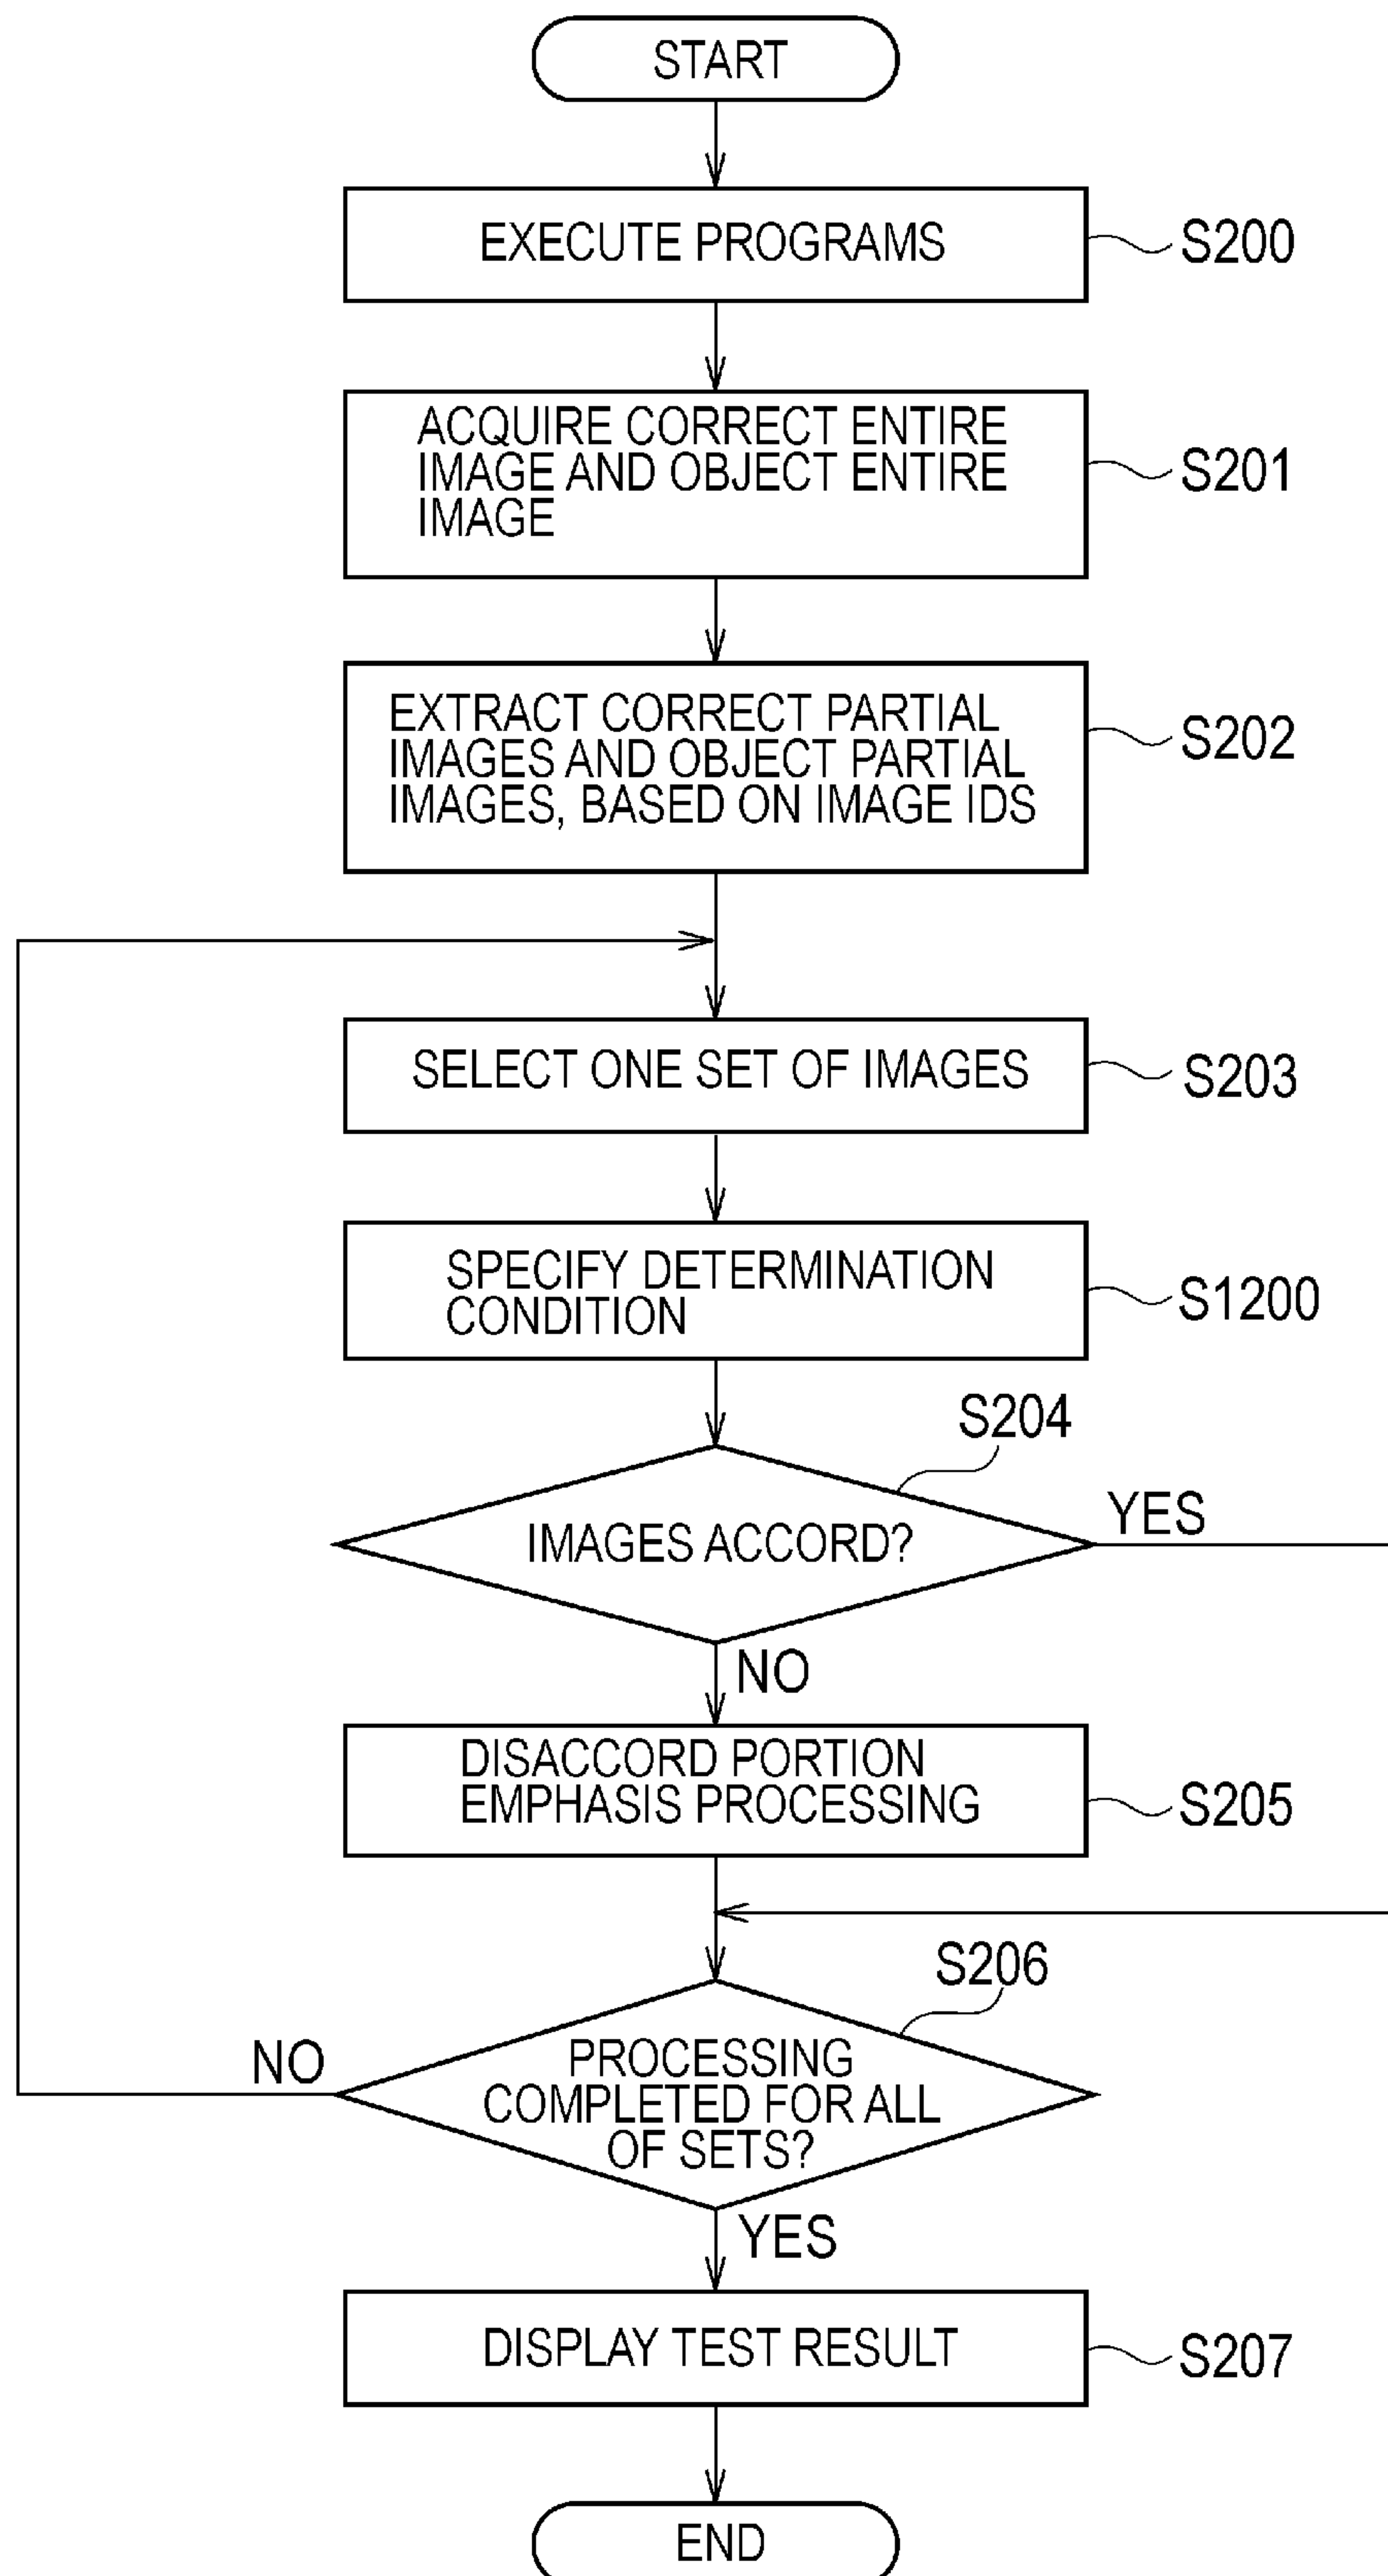 START
EXECUTE PROGRAMS
S200
ACQUIRE CORRECT ENTIRE
IMAGE AND OBJECT ENTIRE
IMAGE
S201
EXTRACT CORRECT PARTIAL
IMAGES AND OBJECT PARTIAL
IMAGES, BASED ON IMAGE IDS
S202
SELECT ONE SET OF IMAGES
S203
SPECIFY DETERMINATION
CONDITION
S1200
S204
IMAGES ACCORD?
YES
NO
DISACCORD PORTION
EMPHASIS PROCESSING
S205
S206
NO
PROCESSING
COMPLETED FOR ALL
OF SETS?
YES
DISPLAY TEST RESULT
S207
END